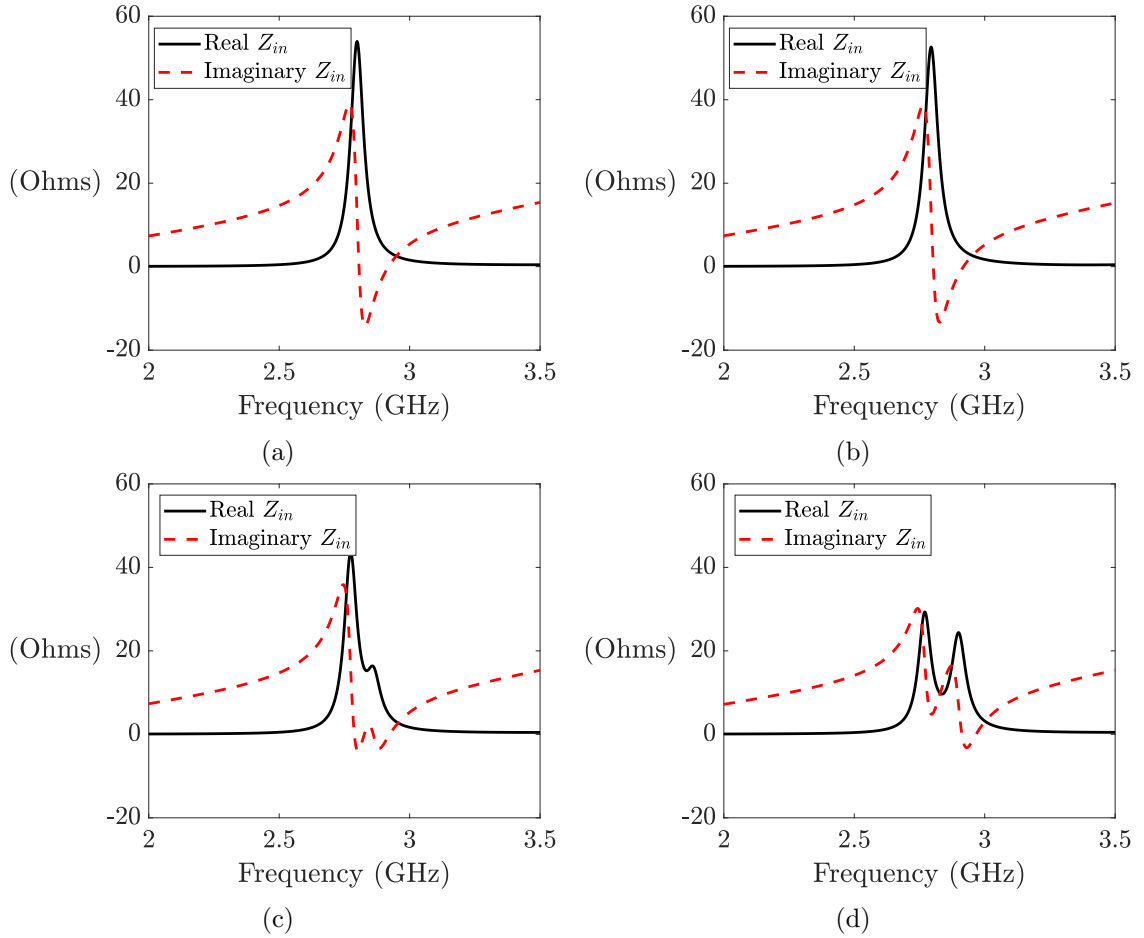 60
40
20
0
-20
(Ohms)
Real Z_in
Imaginary Z_in
2
2.5
3
3.5
Frequency (GHz)
(a)
60
40
20
0
-20
(Ohms)
Real Z_in
Imaginary Z_in
2
2.5
3
3.5
Frequency (GHz)
(b)
60
40
20
0
-20
(Ohms)
Real Z_in
Imaginary Z_in
2
2.5
3
3.5
Frequency (GHz)
(c)
60
40
20
0
-20
(Ohms)
Real Z_in
Imaginary Z_in
2
2.5
3
3.5
Frequency (GHz)
(d)